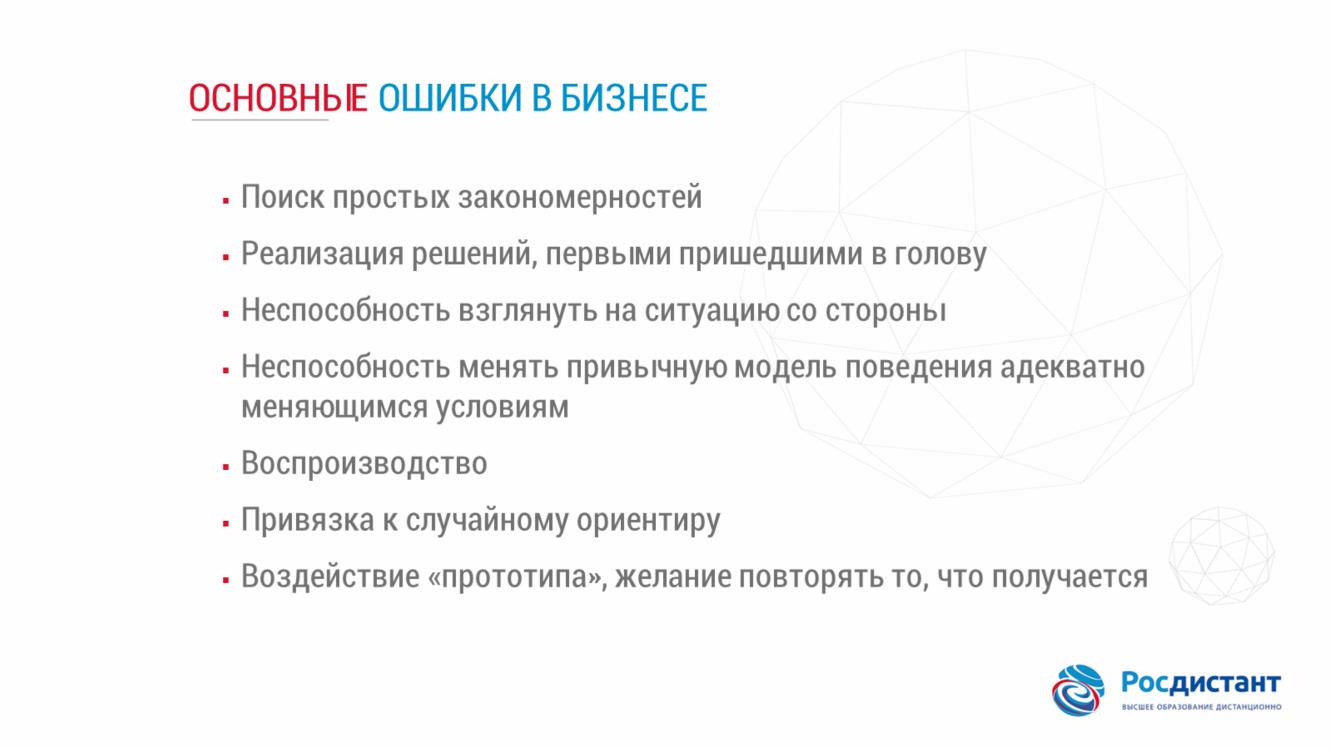 ОСНОВНЫЕ ОШИБКИ В БИЗНЕСЕ
Поиск простых закономерностей
Реализация решений, первыми пришедшими в голову
Неспособность взглянуть на ситуацию со стороны
Неспособность менять привычную модель поведения адекватно
меняющимся условиям
Воспроизводство
Привязка к случайному ориентиру
Воздействие «прототипа», желание повторять то, что получается
Росдистант
ВЫСШЕЕ ОБРАЗОВАНИЕ ДИСТАНЦИОННО